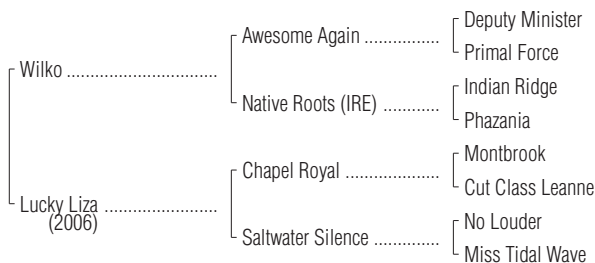 Deputy Minister
Awesome Again ...............
Primal Force
Wilko ..............................
Indian Ridge
Native Roots (IRE) ...........
Phazania
Montbrook
Chapel Royal ...................
Cut Class Leanne
Lucky Liza ......................
(2006)
No Louder
Saltwater Silence .............
Miss Tidal Wave